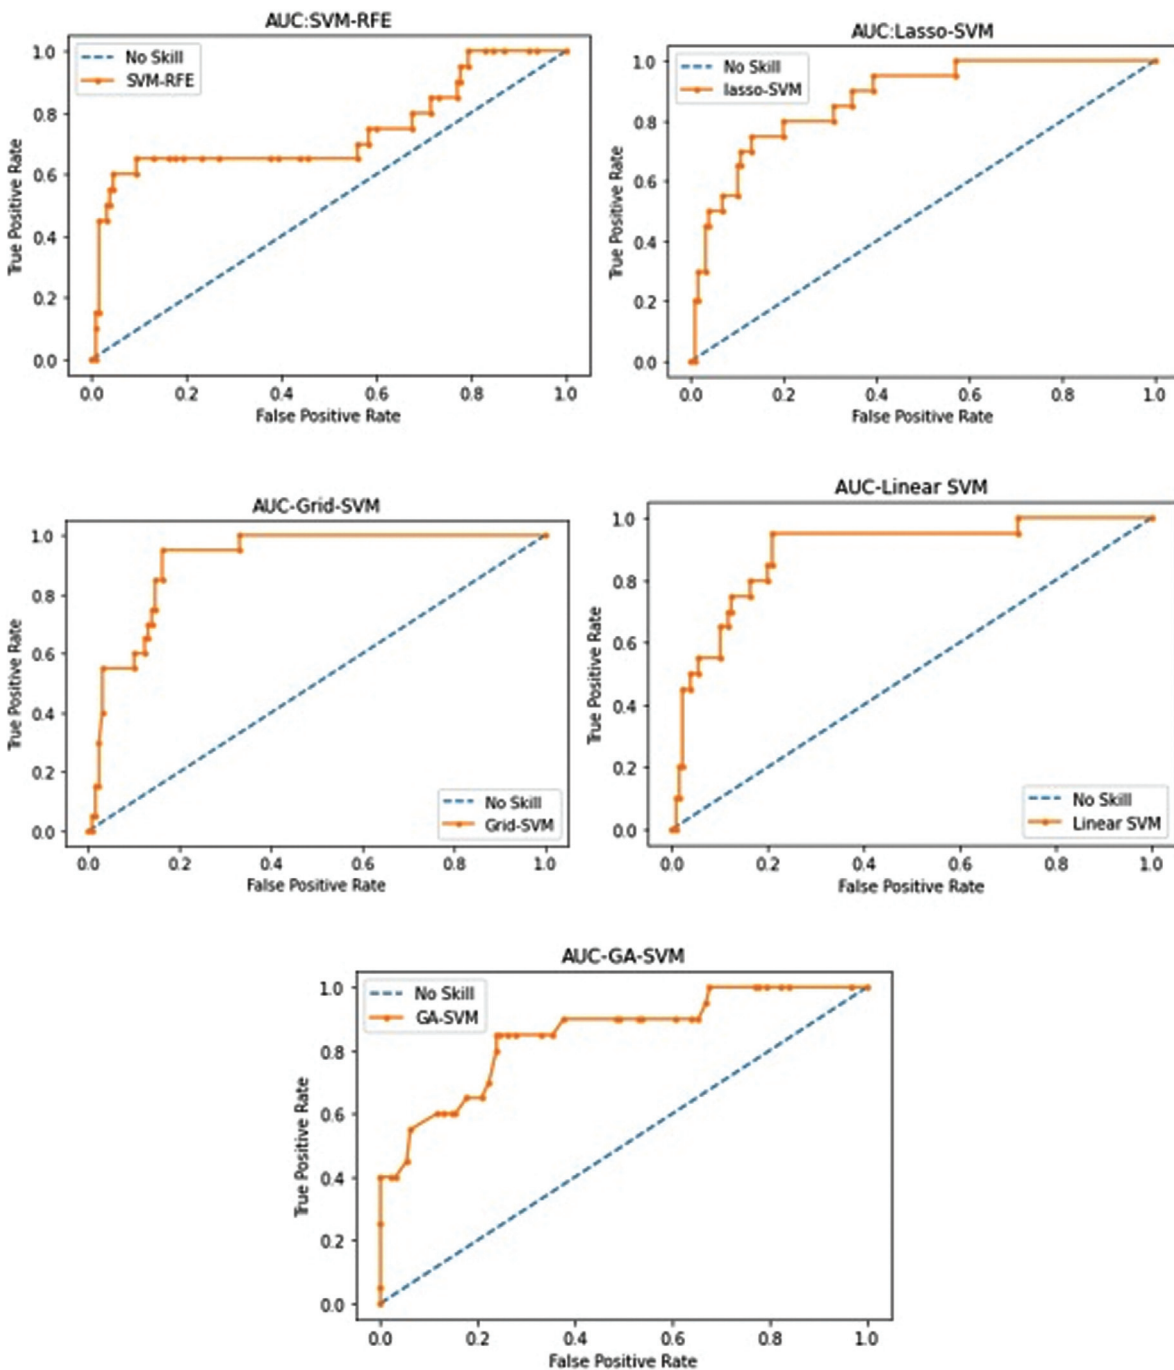 AUC:SVM-RFE
No Skill
SVM-RFE
1.0
0.8
0.6
0.4
0.2
0.0
True Positive Rate
0.0 0.2 0.4 0.6 0.8 1.0
False Positive Rate
AUC:Lasso-SVM
No Skill
lasso-SVM
1.0
0.8
0.6
0.4
0.2
0.0
True Positive Rate
0.0 0.2 0.4 0.6 0.8 1.0
False Positive Rate
AUC-Grid-SVM
1.0
0.8
0.6
0.4
0.2
0.0
True Positive Rate
No Skill
Grid-SVM
0.0 0.2 0.4 0.6 0.8 1.0
False Positive Rate
AUC-Linear SVM
1.0
0.8
0.6
0.4
0.2
0.0
True Positive Rate
No Skill
Linear SVM
0.0 0.2 0.4 0.6 0.8 1.0
False Positive Rate
AUC-GA-SVM
No Skill
GA-SVM
1.0
0.8
0.6
0.4
0.2
0.0
True Positive Rate
0.0 0.2 0.4 0.6 0.8 1.0
False Positive Rate